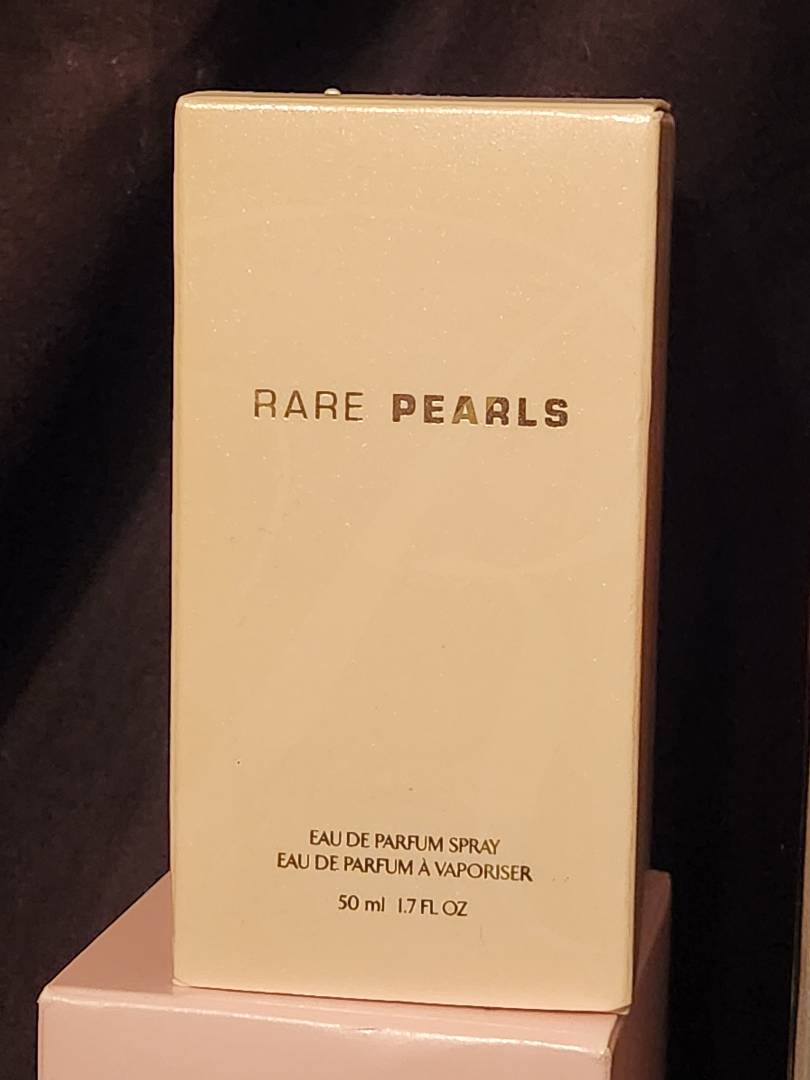 RARE PEARLS
EAU DE PARFUM SPRAY
EAU DE PARFUM À VAPORISER
50 ml 1.7 FL OZ